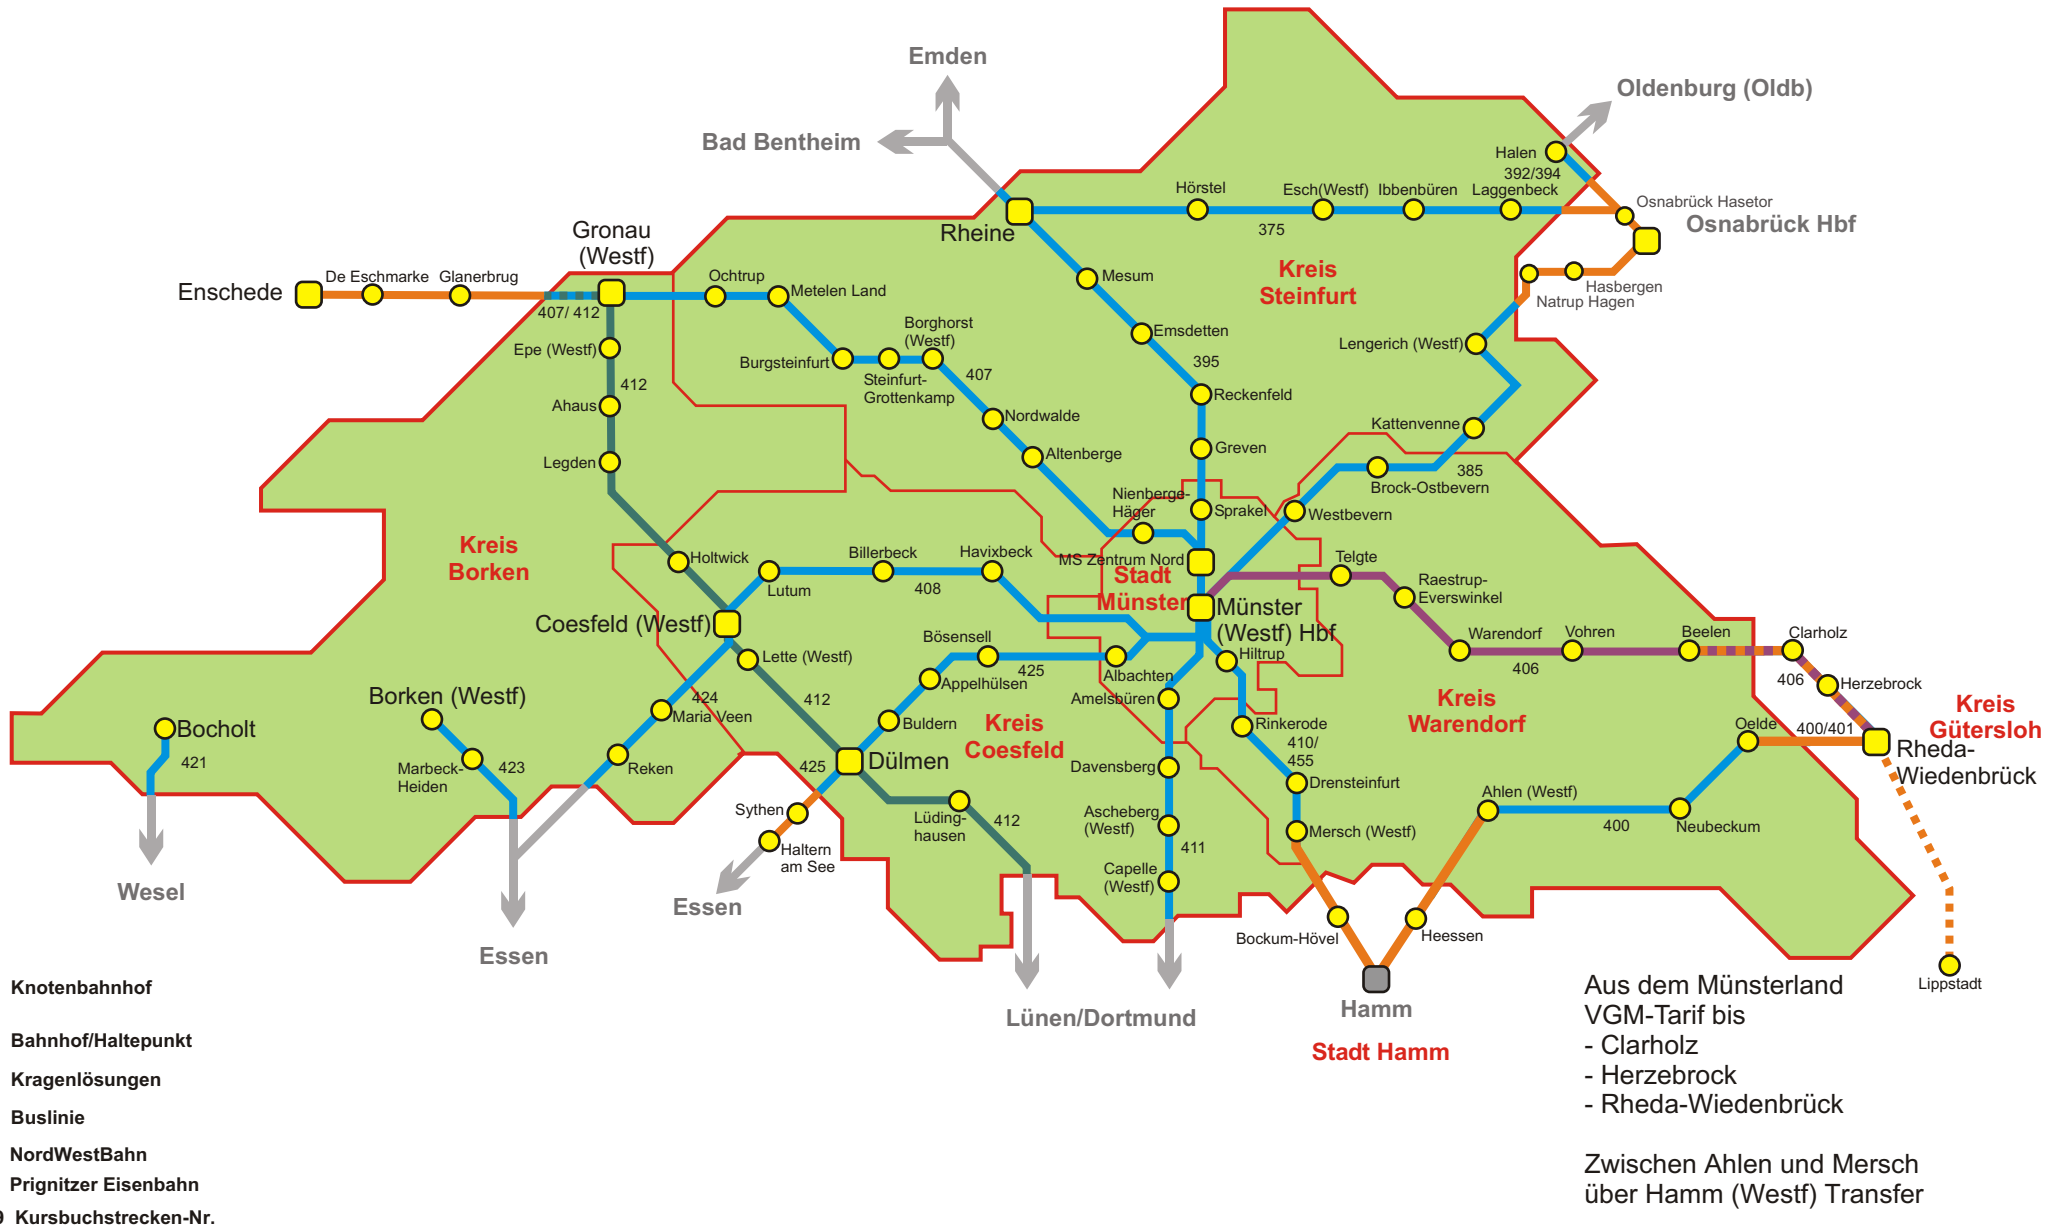 Emden
Oldenburg (Oldb)
Bad Bentheim
Halen
392/394
Hörstel
Esch(Westf)
Ibbenbüren
Laggenbeck
Osnabrück Hasetor
Osnabrück Hbf
Rheine
375
Gronau
(Westf)
Kreis
Steinfurt
Enschede
De Eschmarke
Glanerbrug
407/ 412
Ochtrup
Metelen Land
Mesum
Hasbergen
Natrup Hagen
Epe (Westf)
Burgsteinfurt
Borghorst
(Westf)
Steinfurt-
Grottenkamp
407
Emsdetten
395
Lengerich (Westf)
412
Ahaus
Nordwalde
Reckenfeld
Kattenvenne
Legden
Altenberge
Greven
385
Brock-Ostbevern
Nienberge-
Häger
Sprakel
Westbevern
Kreis
Borken
Holtwick
Billerbeck
Havixbeck
MS Zentrum Nord
Telgte
Lutum
408
Stadt
Münster
Raestrup-
Everswinkel
Münster
(Westf) Hbf
Coesfeld (Westf)
Bösensell
Warendorf
Vohren
Beelen
Clarholz
Lette (Westf)
425
Albachten
Hiltrup
406
406
Appelhülsen
Herzebrock
Borken (Westf)
424
412
Amelsbüren
Maria Veen
Buldern
Kreis
Coesfeld
Rinkerode
410/
455
Kreis
Warendorf
Kreis
Gütersloh
Bocholt
421
Oelde
400/401
Rheda-
Wiedenbrück
Marbeck-
Heiden
423
Reken
425
Dülmen
Davensberg
Drensteinfurt
Sythen
Lüding-
hausen
412
Ascheberg
(Westf)
Mersch (Westf)
Ahlen (Westf)
400
Neubeckum
Haltern
am See
411
Capelle
(Westf)
Wesel
Essen
Bockum-Hövel
Heessen
Essen
Lünen/Dortmund
Hamm
Stadt Hamm
Lippstadt
Knotenbahnhof
Bahnhof/Haltepunkt
Kragenlösungen
Buslinie
NordWestBahn
Prignitzer Eisenbahn
9 Kursbuchstrecken-Nr.
Aus dem Münsterland
VGM-Tarif bis
- Clarholz
- Herzebrock
- Rheda-Wiedenbrück
Zwischen Ahlen und Mersch
über Hamm (Westf) Transfer